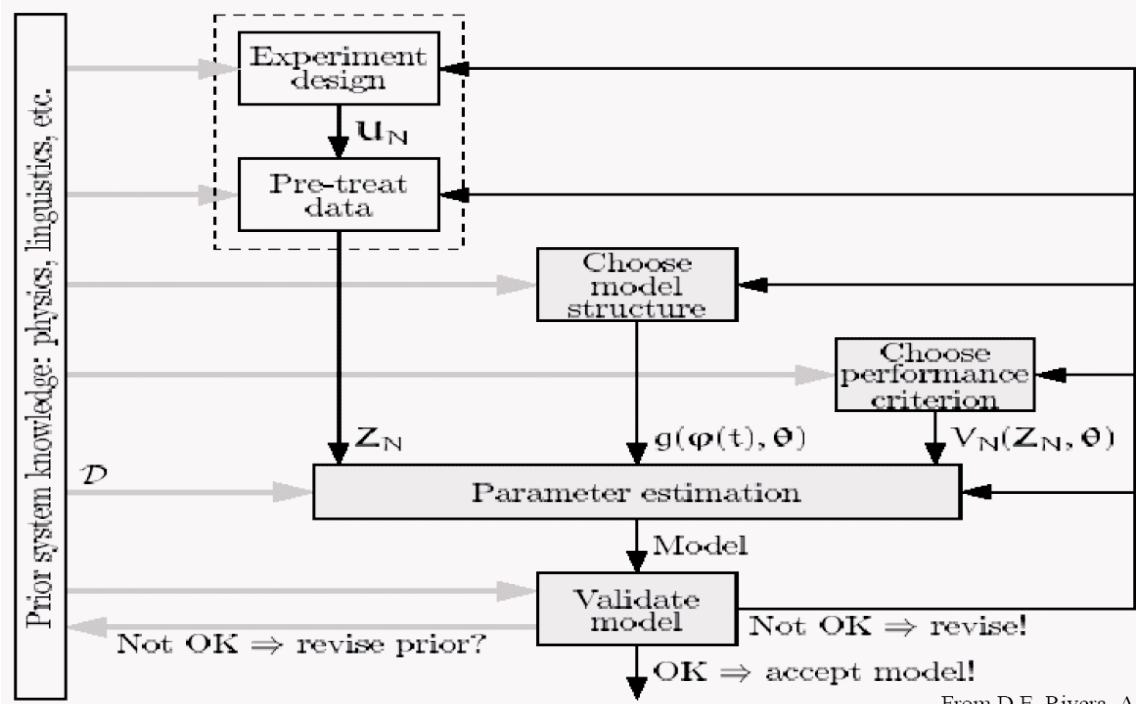 Prior system knowledge: physics, linguistics, etc.
Experiment
design
u_N
Pre-treat
data
Choose
model
structure
Choose
performance
criterion
Z_N
g(φ(t), θ)
V_N(Z_N, θ)
𝒟
Parameter estimation
Model
Validate
model
Not OK ⇒ revise prior?
Not OK ⇒ revise!
OK ⇒ accept model!
From D.E. Rivera, A